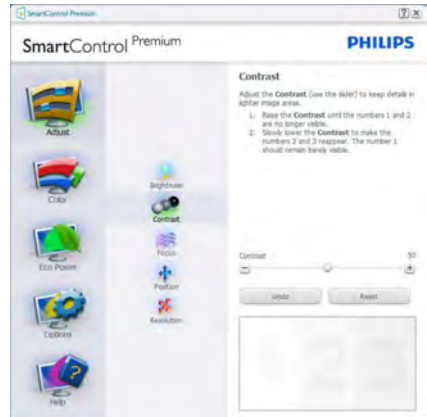 SmartControl Premium
SmartControl Premium
PHILIPS
Adjust
Color
Eco Power
Options
Help
Brightness
Contrast
Focus
Position
Resolution
Contrast
Adjust the Contrast (use the slider) to keep details in
lighter image areas.
1. Raise the Contrast until the numbers 1 and 2
are no longer visible.
2. Slowly lower the Contrast to make the
numbers 2 and 3 reappear. The number 1
should remain barely visible.
Contrast 50
Undo Reset
1 2 3